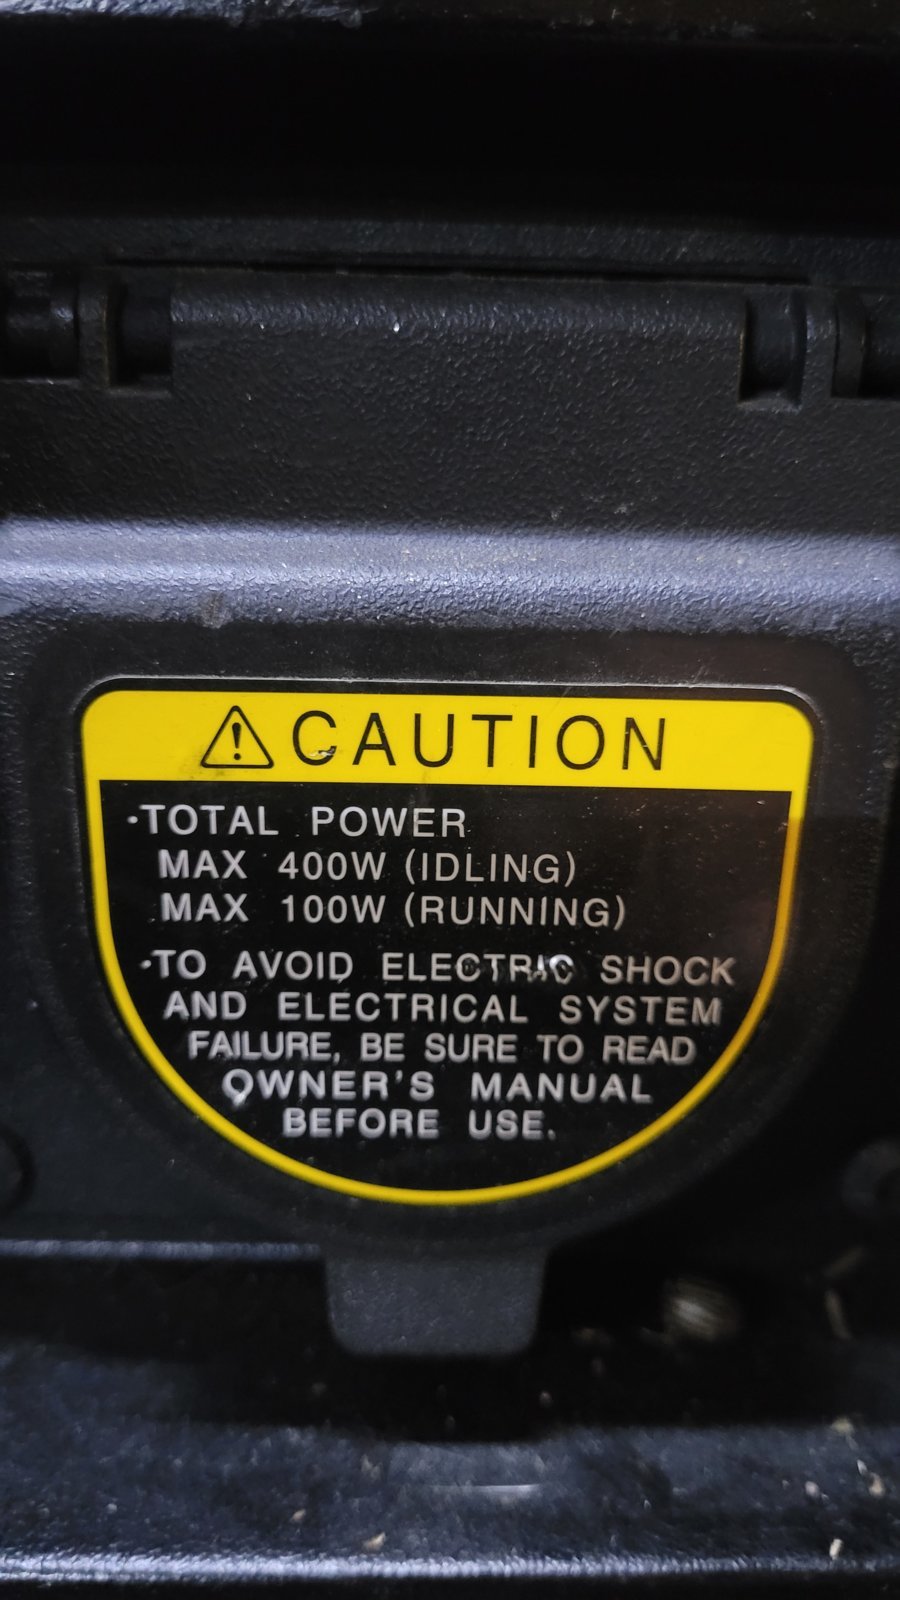 ⚠ CAUTION
·TOTAL POWER
MAX 400W (IDLING)
MAX 100W (RUNNING)
·TO AVOID ELECTRIC SHOCK
AND ELECTRICAL SYSTEM
FAILURE, BE SURE TO READ
OWNER'S MANUAL
BEFORE USE.